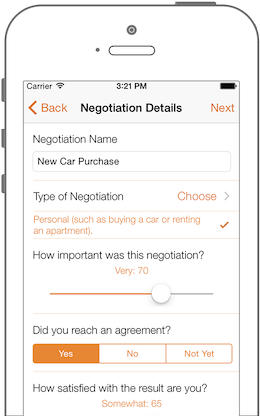 Carrier 3:21 PM
Back Negotiation Details Next
Negotiation Name
New Car Purchase
Type of Negotiation Choose
Personal (such as buying a car or renting
an apartment).
How important was this negotiation?
Very: 70
Did you reach an agreement?
Yes No Not Yet
How satisfied with the result are you?
Somewhat: 65